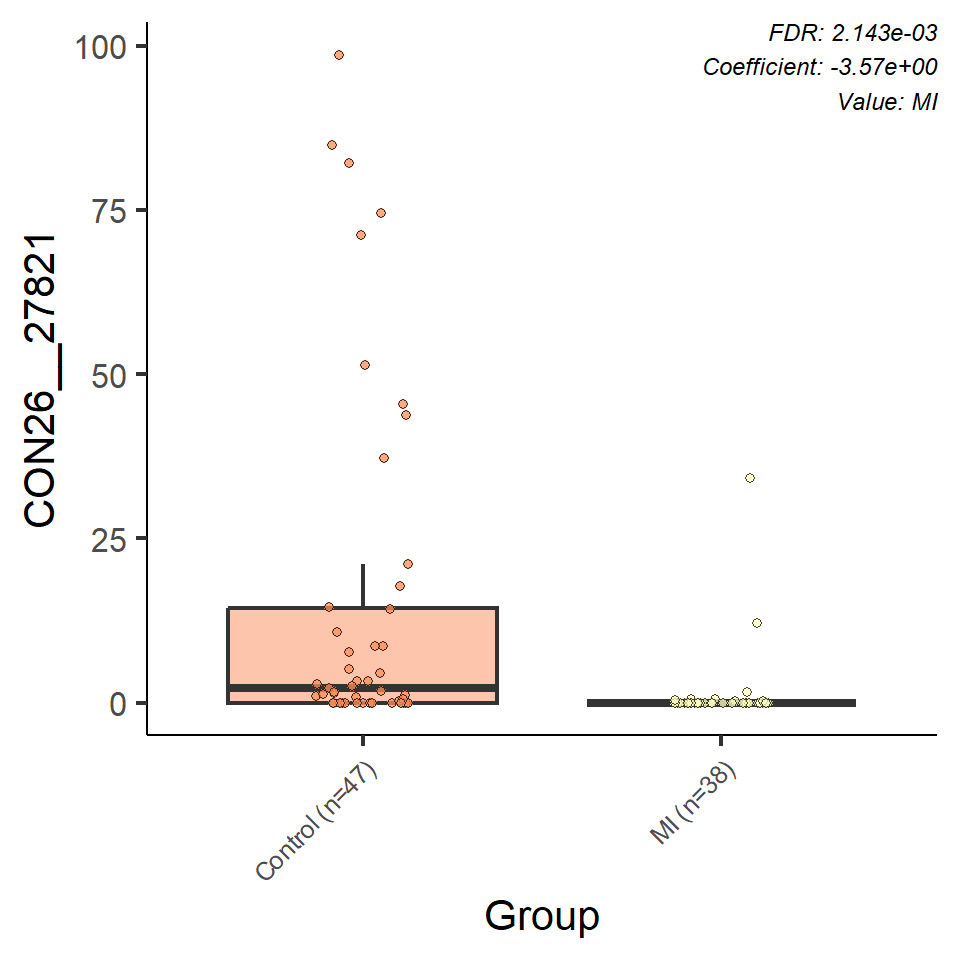 FDR: 2.143e-03
Coefficient: -3.57e+00
Value: MI
100
75
50
25
0
CON26__27821
Control (n=47)
MI (n=38)
Group